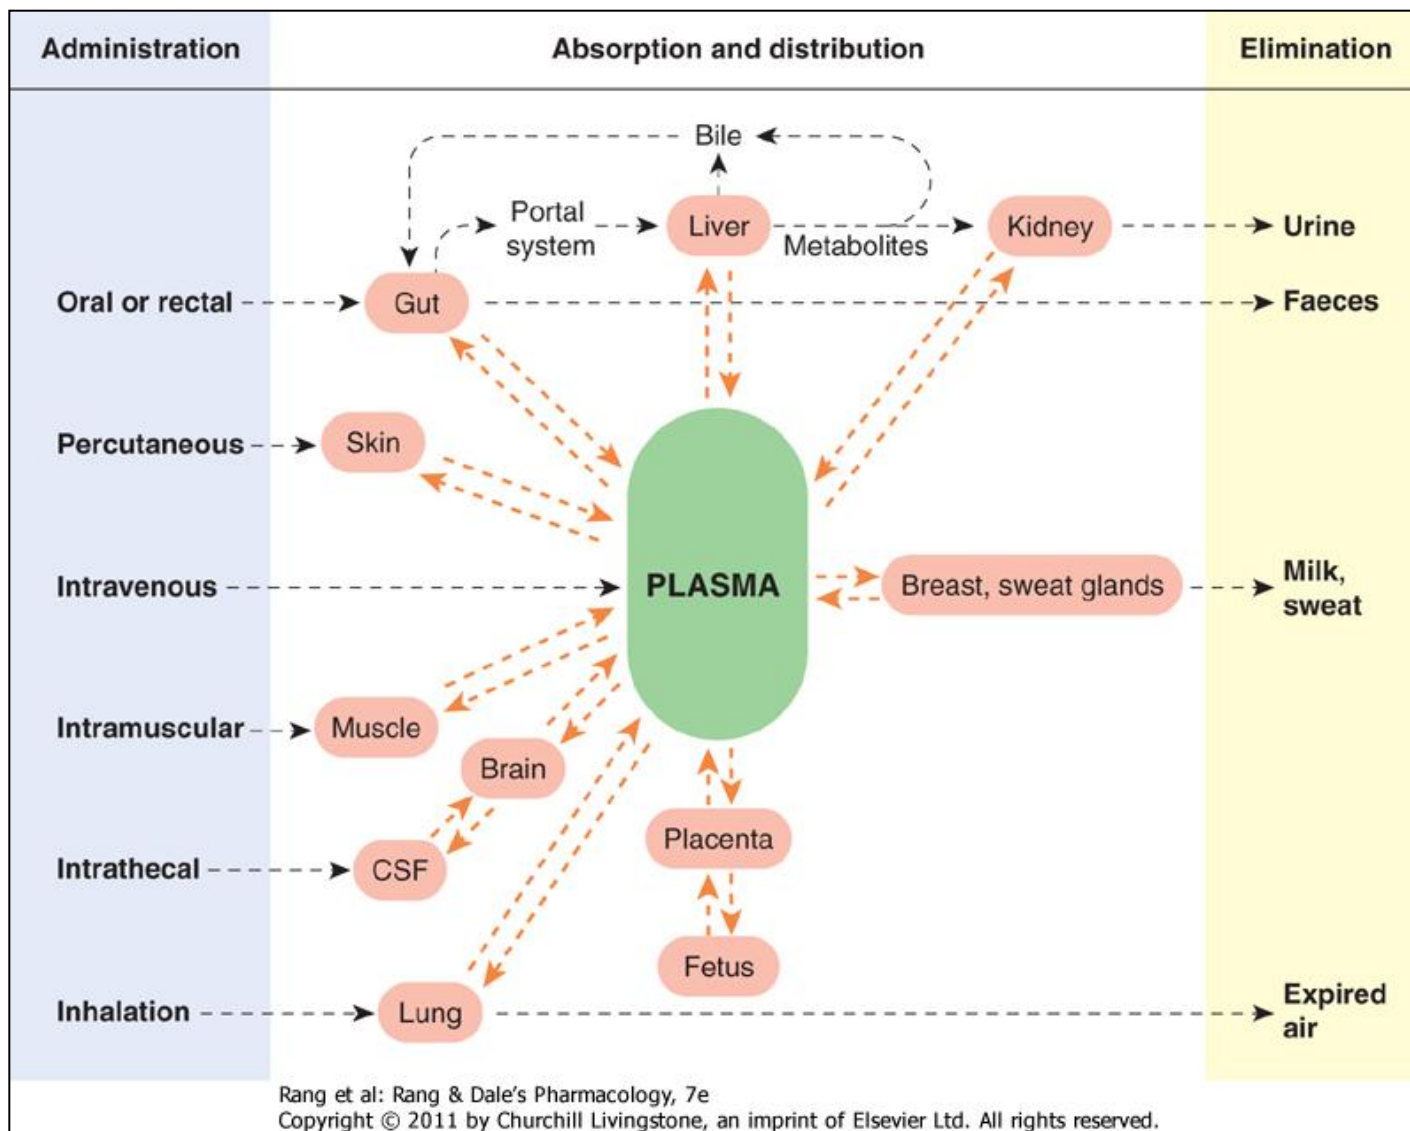 Administration
Absorption and distribution
Elimination
Bile
Portal
system
Liver
Metabolites
Kidney
Urine
Oral or rectal
Gut
Faeces
Percutaneous
Skin
Intravenous
PLASMA
Breast, sweat glands
Milk,
sweat
Intramuscular
Muscle
Brain
Placenta
Intrathecal
CSF
Fetus
Inhalation
Lung
Expired
air
Rang et al: Rang & Dale's Pharmacology, 7e
Copyright © 2011 by Churchill Livingstone, an imprint of Elsevier Ltd. All rights reserved.